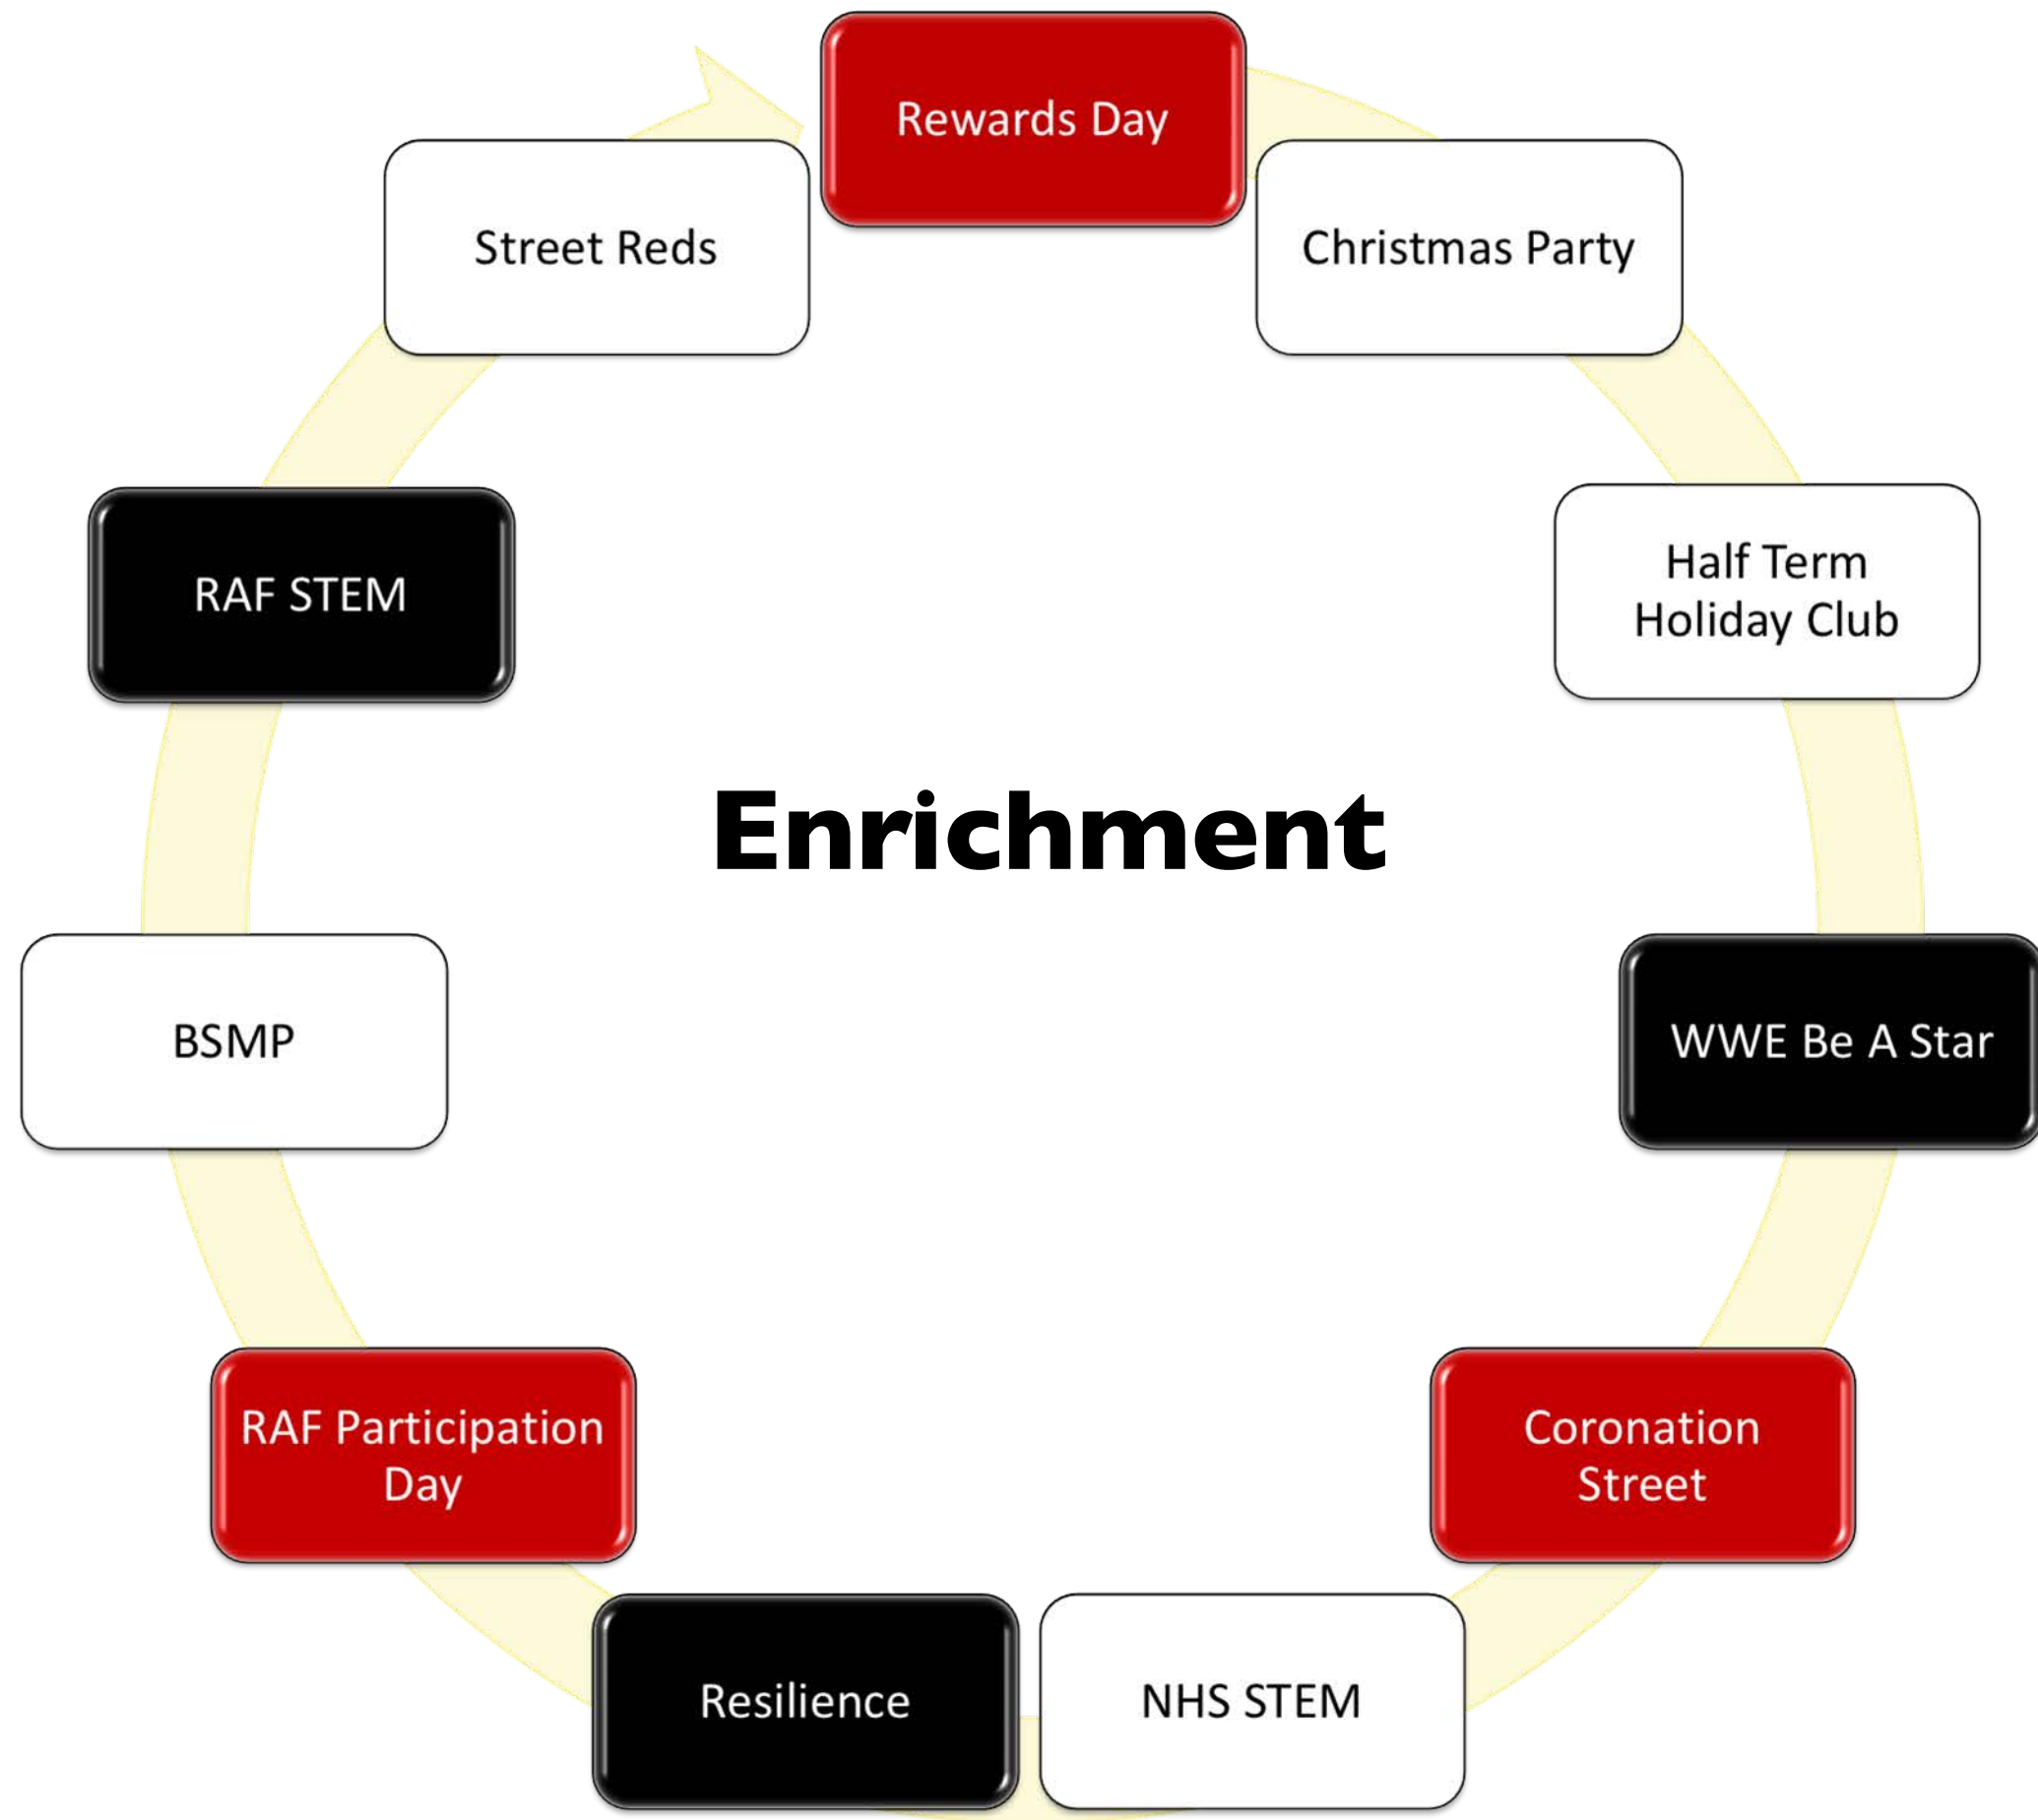 Rewards Day
Christmas Party
Half Term
Holiday Club
WWE Be A Star
Coronation
Street
NHS STEM
Resilience
RAF Participation
Day
BSMP
RAF STEM
Street Reds
Enrichment